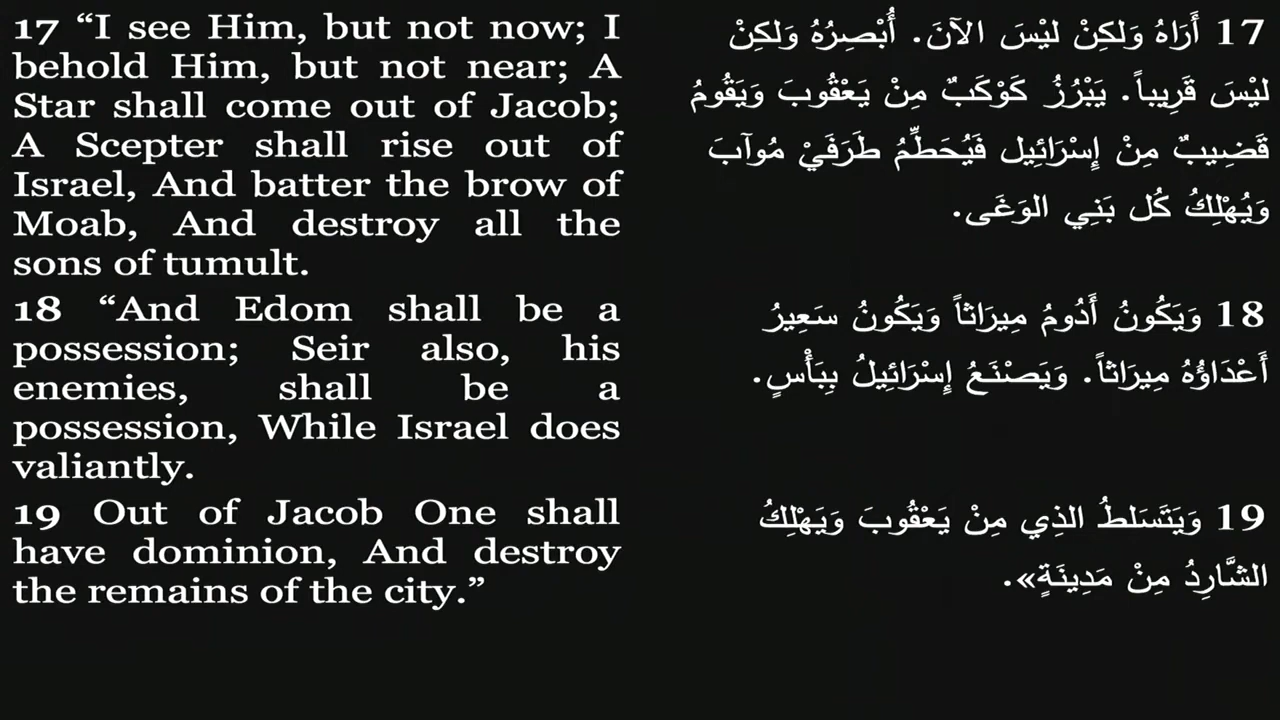 17 “I see Him, but not now; I
behold Him, but not near; A
Star shall come out of Jacob;
A Scepter shall rise out of
Israel, And batter the brow of
Moab, And destroy all the
sons of tumult.
18 “And Edom shall be a
possession; Seir also, his
enemies, shall be a
possession, While Israel does
valiantly.
19 Out of Jacob One shall
have dominion, And destroy
the remains of the city.”
17 أَرَاهُ وَلكِنْ ليْسَ الآنَ. أُبْصِرُهُ وَلكِنْ
ليْسَ قَرِيباً. يَبْرُزُ كَوْكَبٌ مِنْ يَعْقُوبَ وَيَقُومُ
قَضِيبٌ مِنْ إِسْرَائِيل فَيُحَطِّمُ طَرَفَيْ مُوآبَ
وَيُهْلِكُ كُل بَنِي الوَغَى.
18 وَيَكُونُ أَدُومُ مِيرَاثاً وَيَكُونُ سَعِيرُ
أَعْدَاؤُهُ مِيرَاثاً. وَيَصْنَعُ إِسْرَائِيلُ بِبَأْسٍ.
19 وَيَتَسَلطُ الذِي مِنْ يَعْقُوبَ وَيَهْلِكُ
الشَّارِدُ مِنْ مَدِينَةٍ».